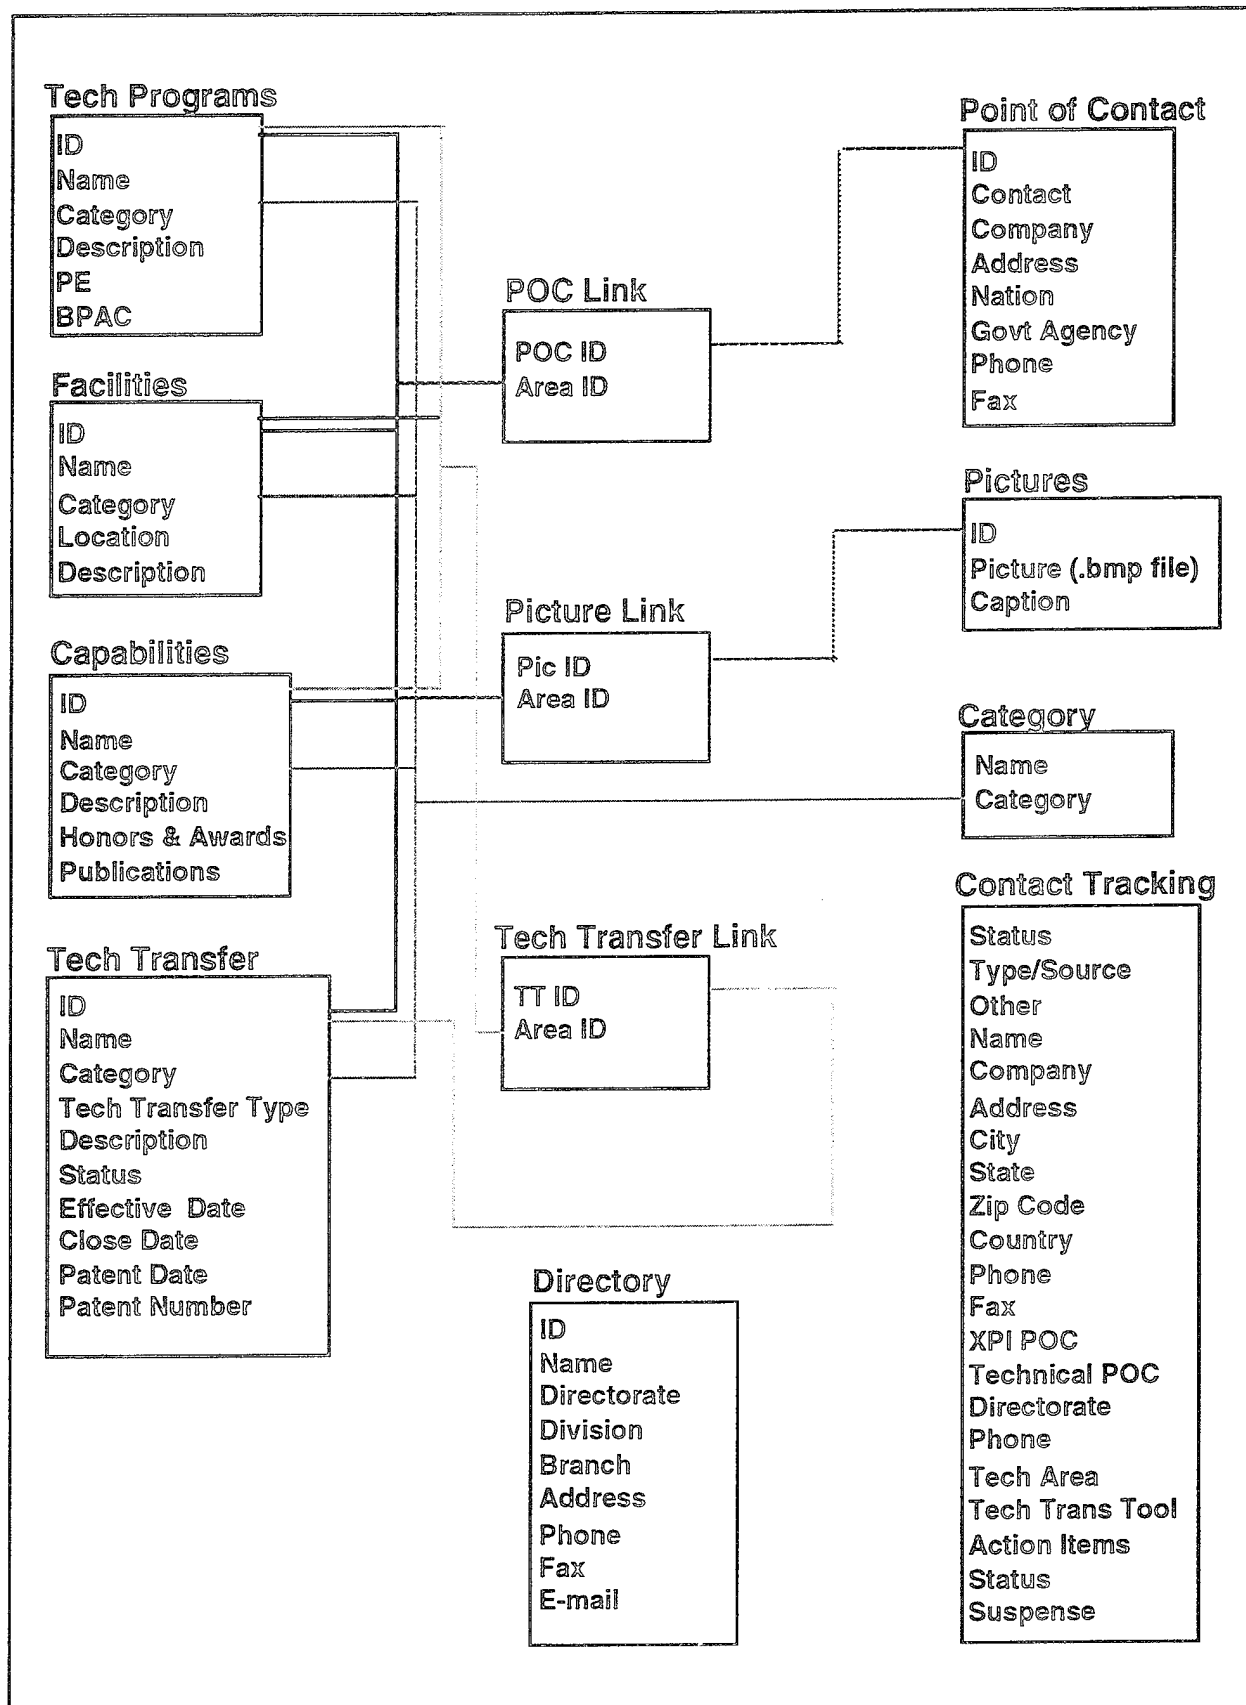 Tech Programs
ID
Name
Category
Description
PE
BPAC
Facilities
ID
Name
Category
Location
Description
Capabilities
ID
Name
Category
Description
Honors & Awards
Publications
Tech Transfer
ID
Name
Category
Tech Transfer Type
Description
Status
Effective Date
Close Date
Patent Date
Patent Number
POC Link
POC ID
Area ID
Picture Link
Pic ID
Area ID
Tech Transfer Link
TT ID
Area ID
Directory
ID
Name
Directorate
Division
Branch
Address
Phone
Fax
E-mail
Point of Contact
ID
Contact
Company
Address
Nation
Govt Agency
Phone
Fax
Pictures
ID
Picture (.bmp file)
Caption
Category
Name
Category
Contact Tracking
Status
Type/Source
Other
Name
Company
Address
City
State
Zip Code
Country
Phone
Fax
XPI POC
Technical POC
Directorate
Phone
Tech Area
Tech Trans Tool
Action Items
Status
Suspense